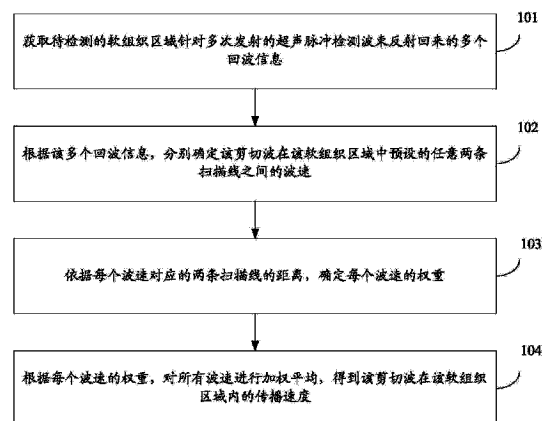 101
获取待检测的软组织区域针对多次发射的超声脉冲检测波束反射回来的多个
回波信息
102
根据该多个回波信息，分别确定该剪切波在该软组织区域中预设的任意两条
扫描线之间的波速
103
依据每个波速对应的两条扫描线的距离，确定每个波速的权重
104
根据每个波速的权重，对所有波速进行加权平均，得到该剪切波在该软组织
区域内的传播速度